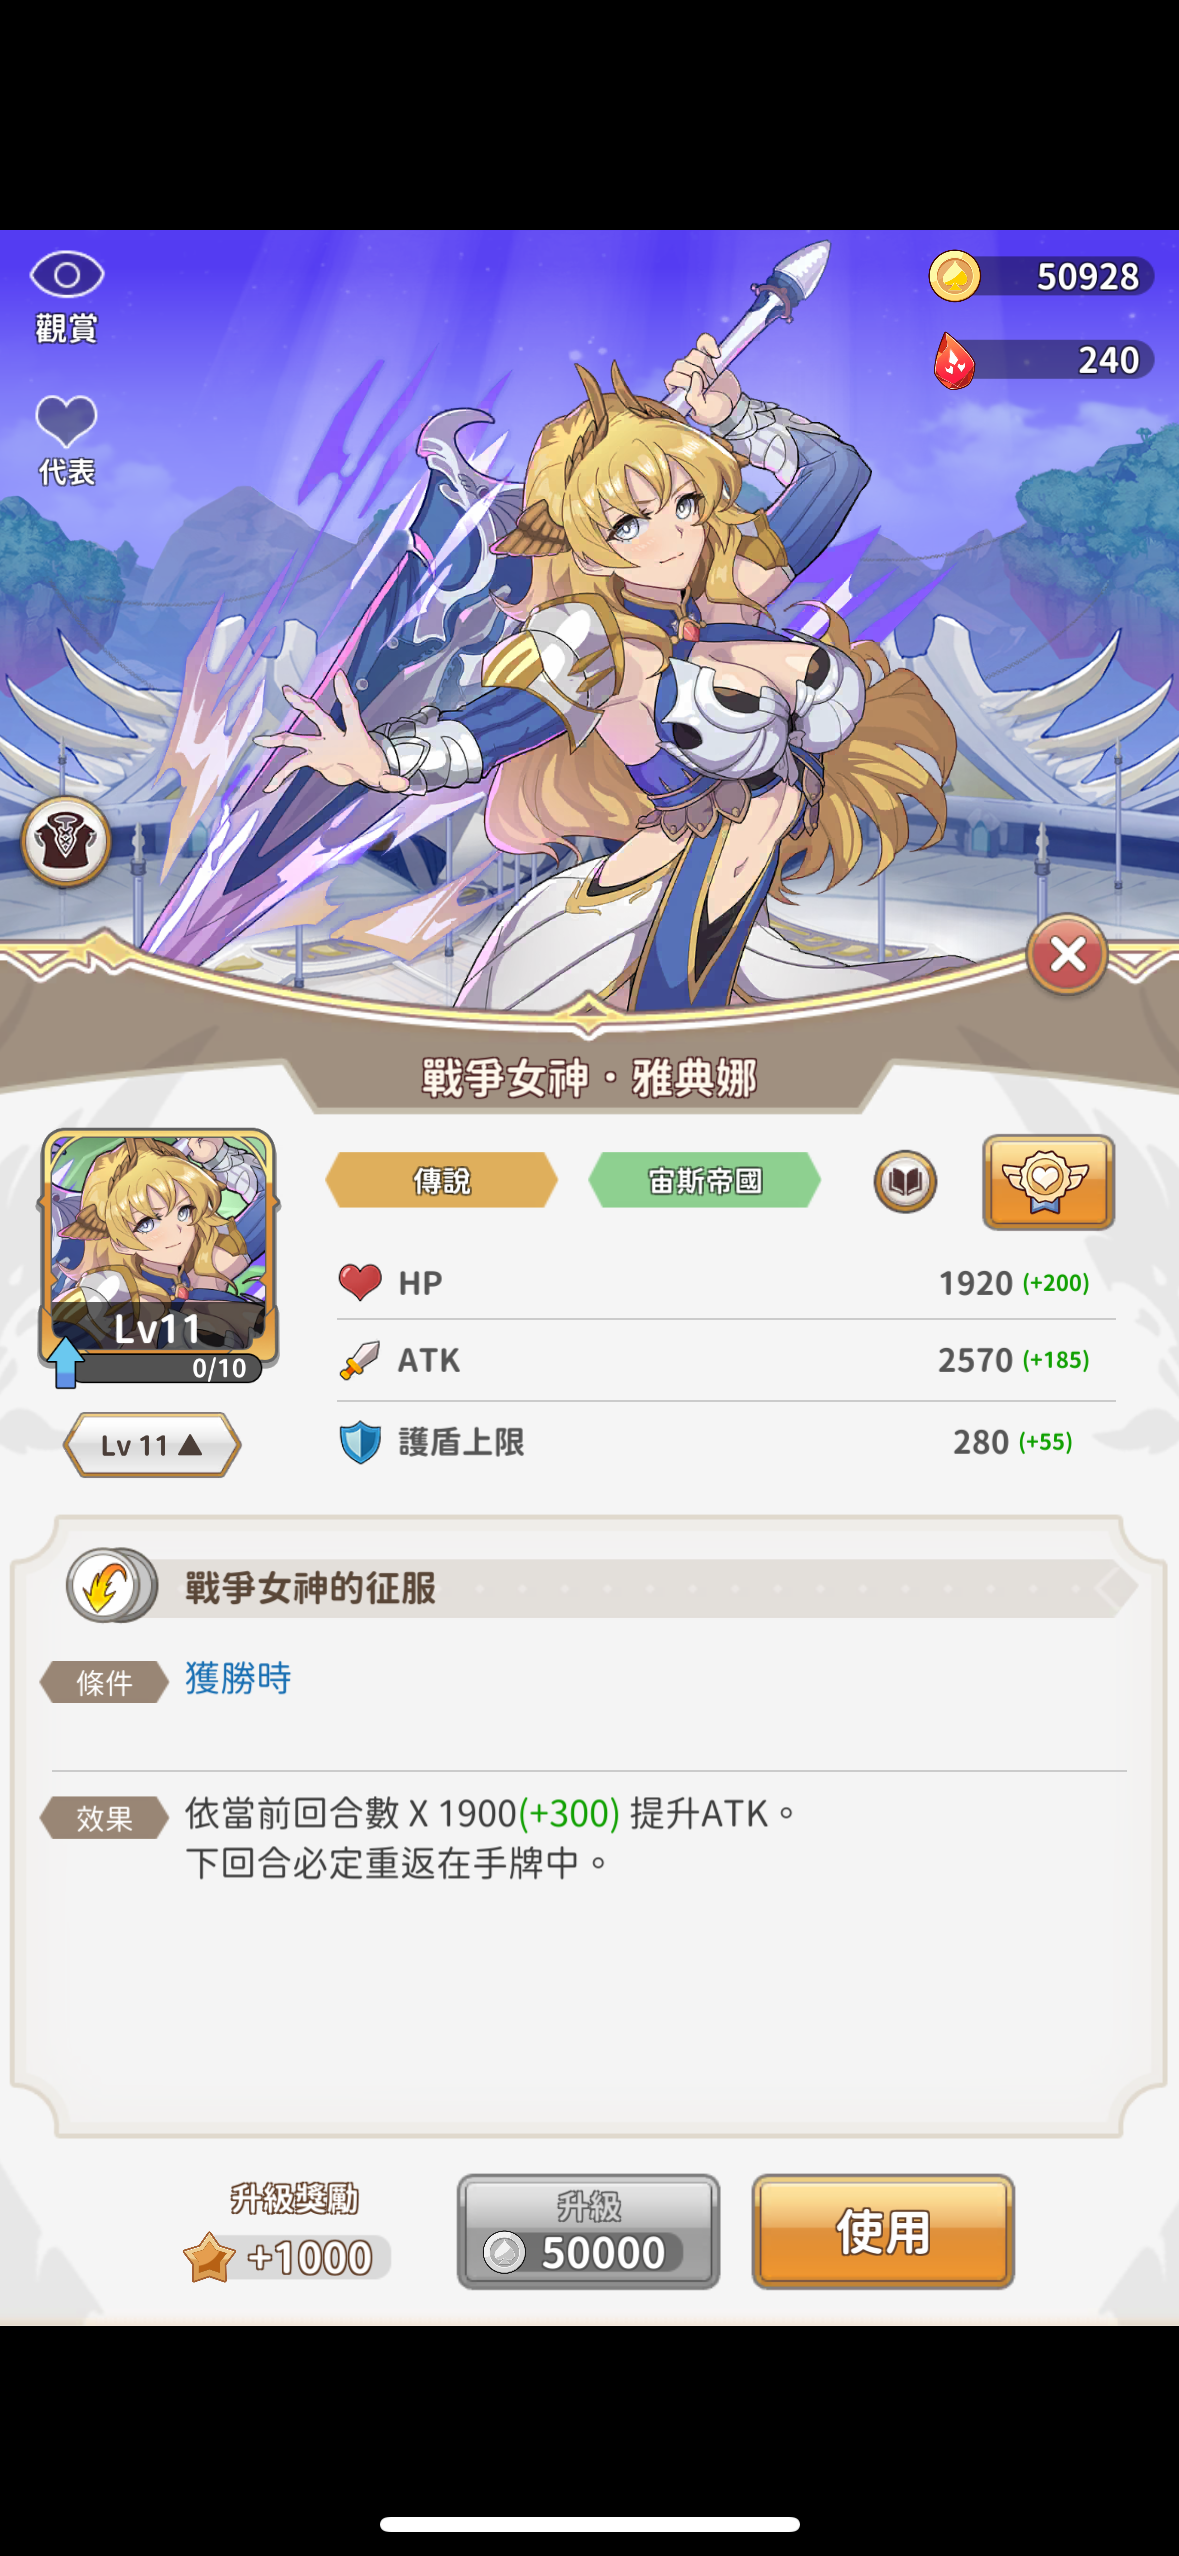 觀賞
50928
240
代表
戰爭女神·雅典娜
傳說
宙斯帝國
Lv11
0/10
Lv 11▲
HP
1920 (+200)
ATK
2570 (+185)
護盾上限
280 (+55)
戰爭女神的征服
條件
獲勝時
效果
依當前回合數 X 1900(+300) 提升ATK。
下回合必定重返在手牌中。
升級獎勵
+1000
升級
50000
使用